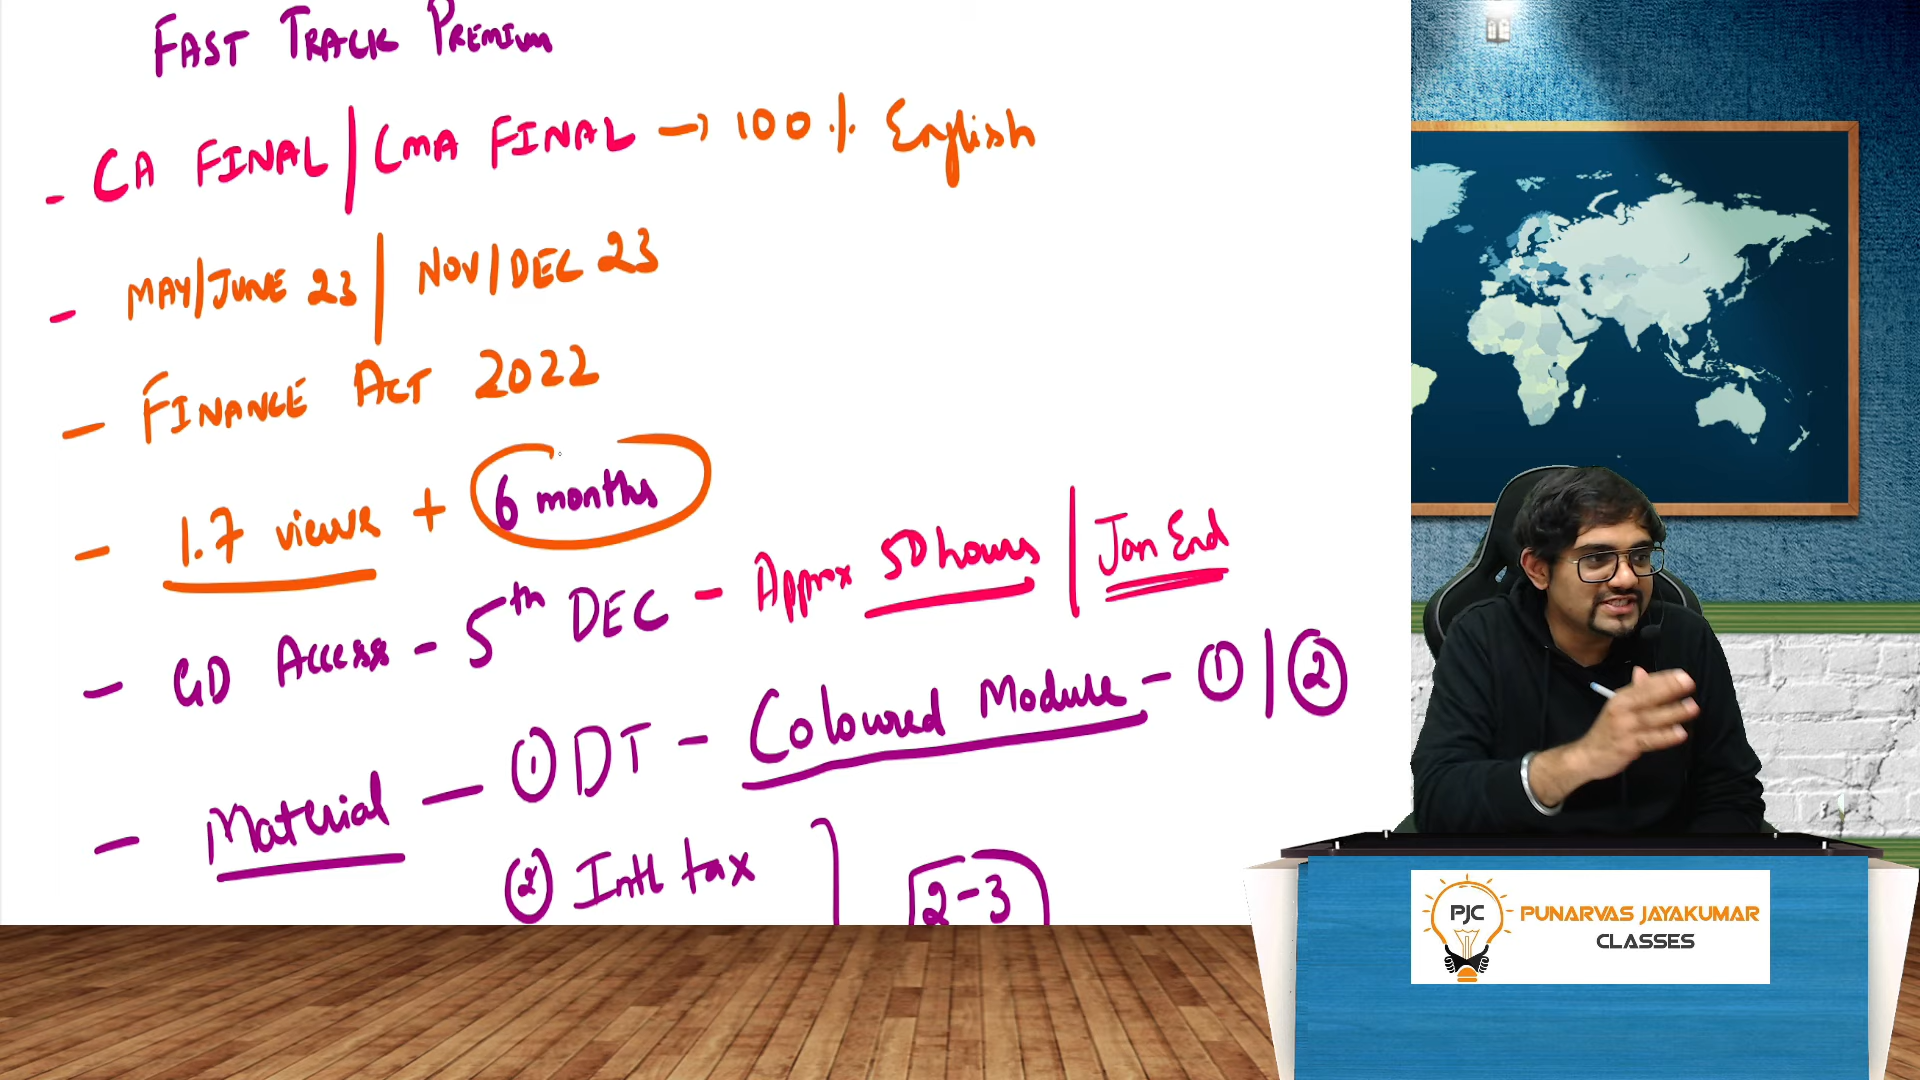 FAST TRACK PREMIUM
- CA FINAL | CMA FINAL → 100% English
- MAY/JUNE 23 | NOV/DEC 23
- FINANCE ACT 2022
- 1.7 views + 6 months
- GD Access - 5th DEC - Approx 50 hours | Jan End
- Material - ① DT - Coloured Module - ① | ②
② Intl tax ] 2-3
PJC PUNARVAS JAYAKUMAR
CLASSES